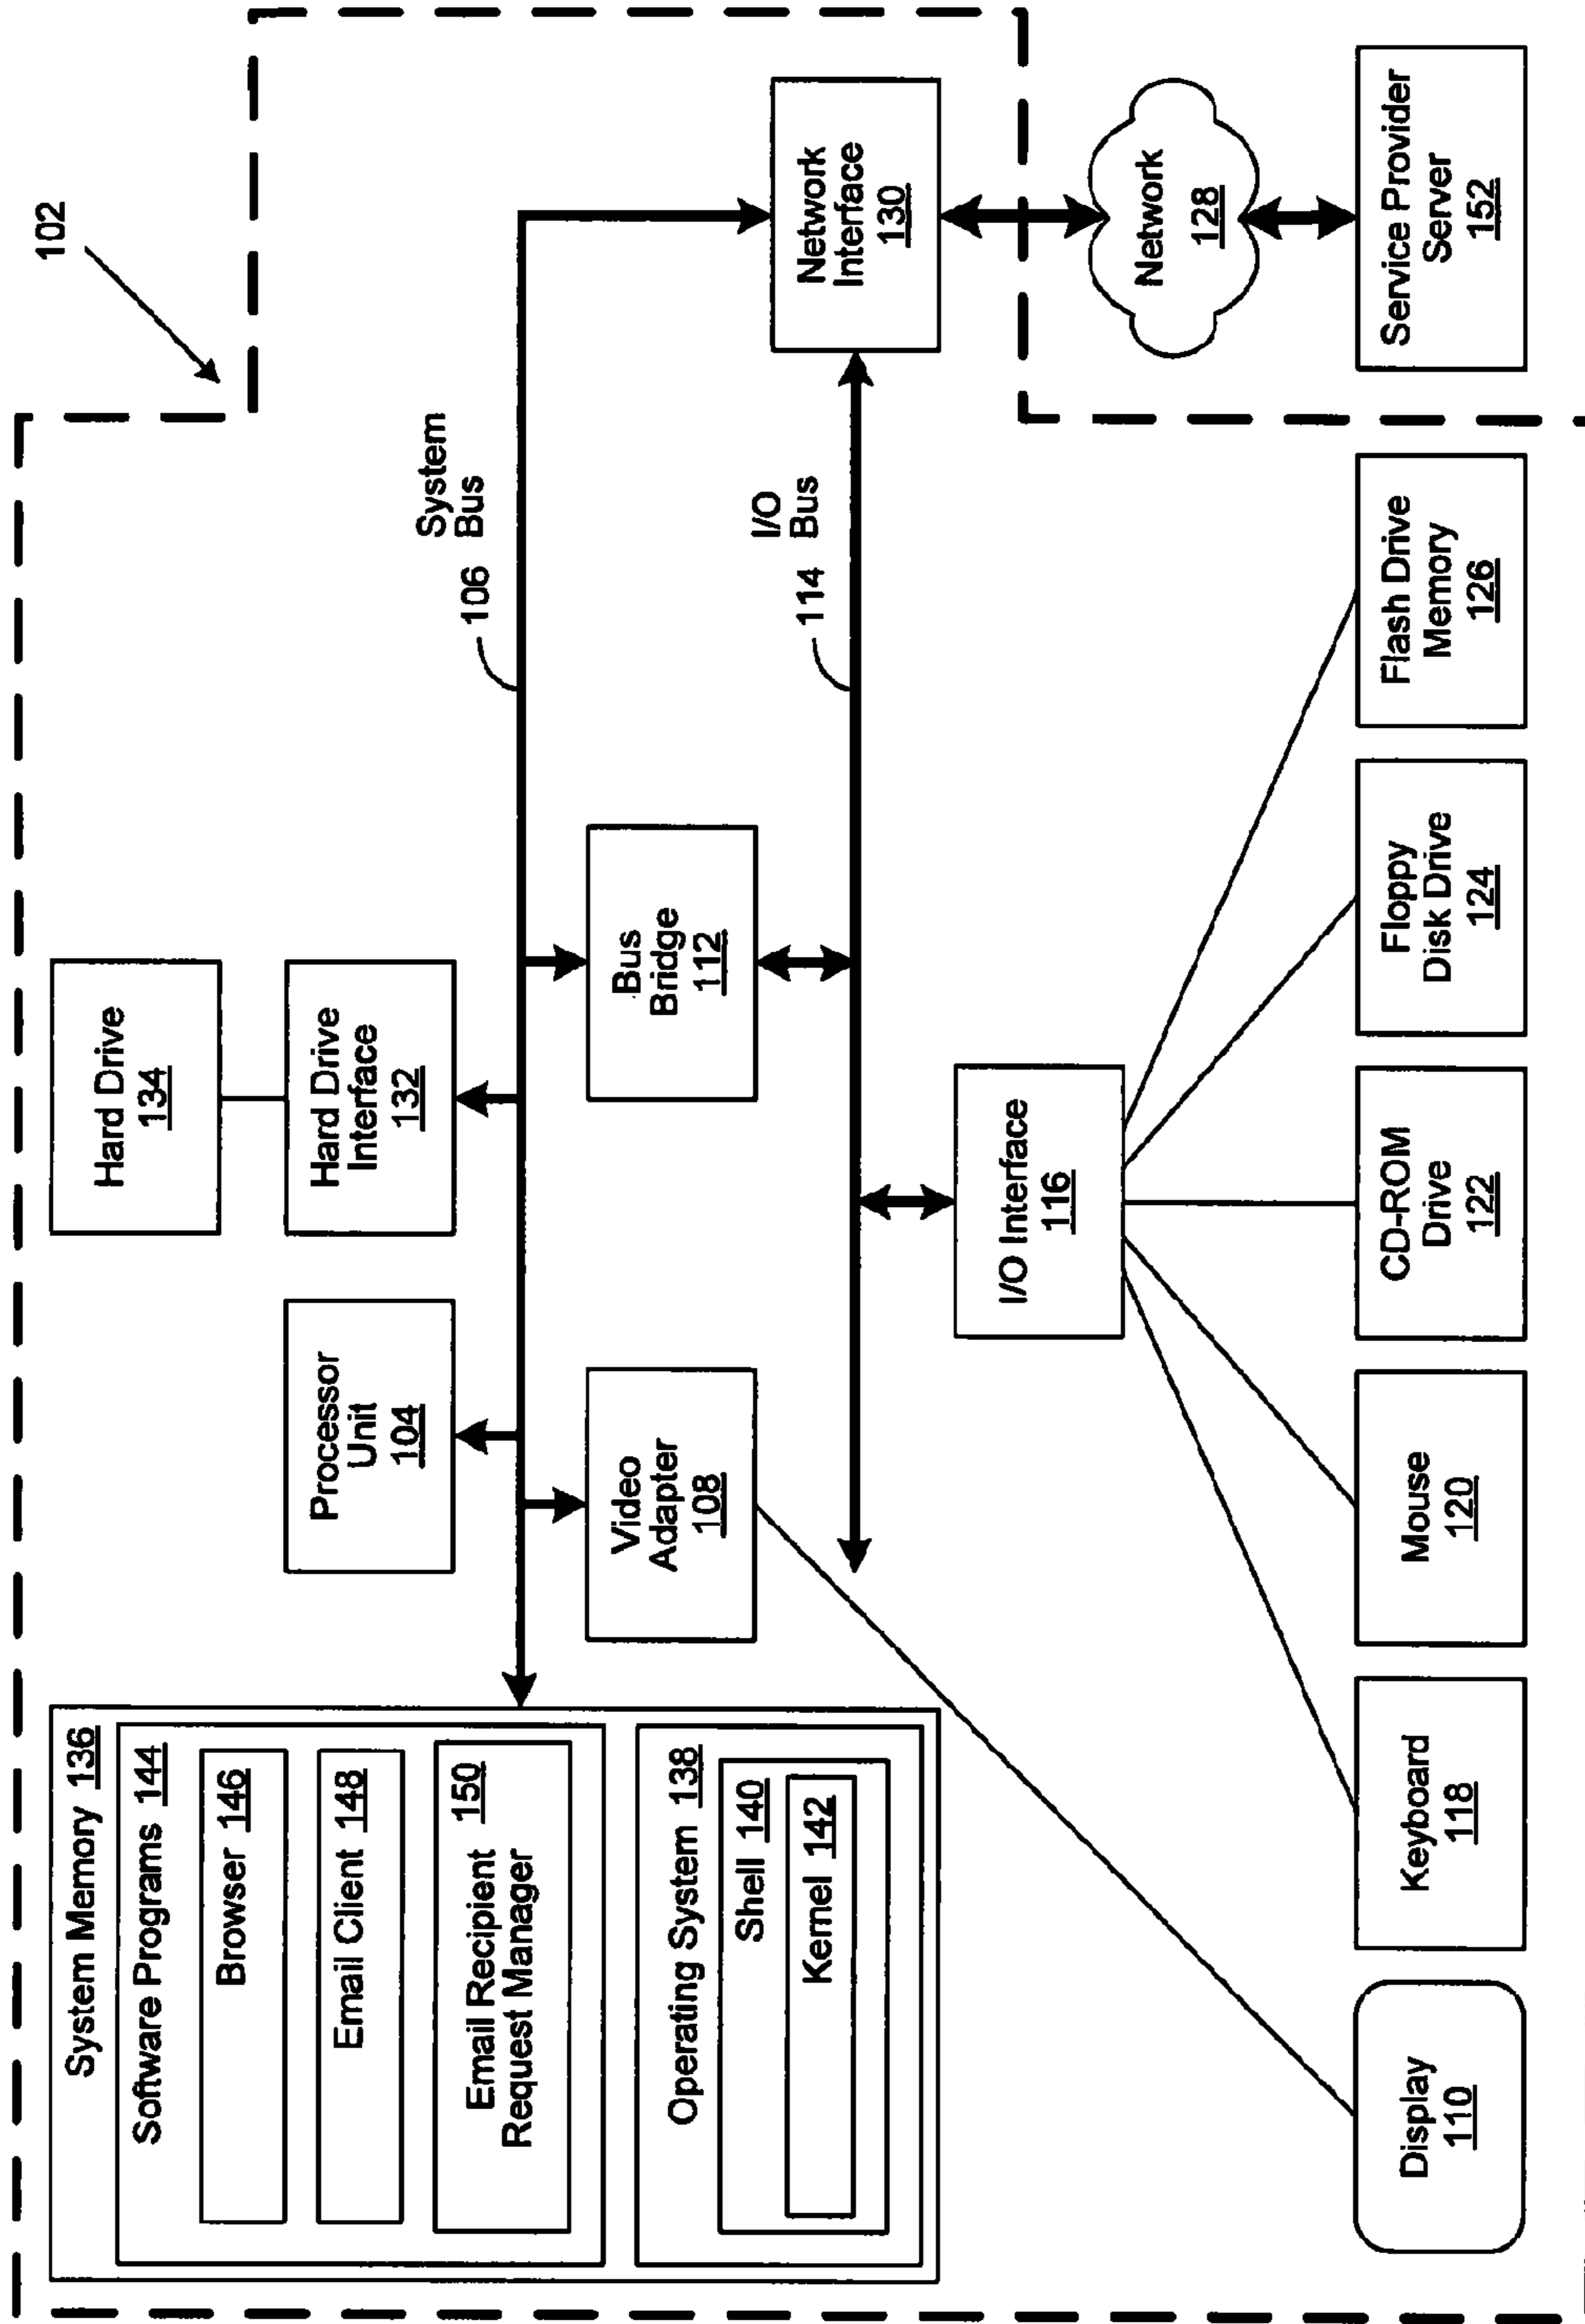 102
System Memory 136
Software Programs 144
Browser 146
Email Client 148
Email Recipient 150
Request Manager
Operating System 138
Shell 140
Kernel 142
Hard Drive
134
Processor
Unit
104
Hard Drive
Interface
132
106
System
Bus
Video
Adapter
108
Bus
Bridge
112
114
I/O
Bus
Network
Interface
130
I/O Interface
116
Network
128
Display
110
Keyboard
118
Mouse
120
CD-ROM
Drive
122
Floppy
Disk Drive
124
Flash Drive
Memory
126
Service Provider
Server
152